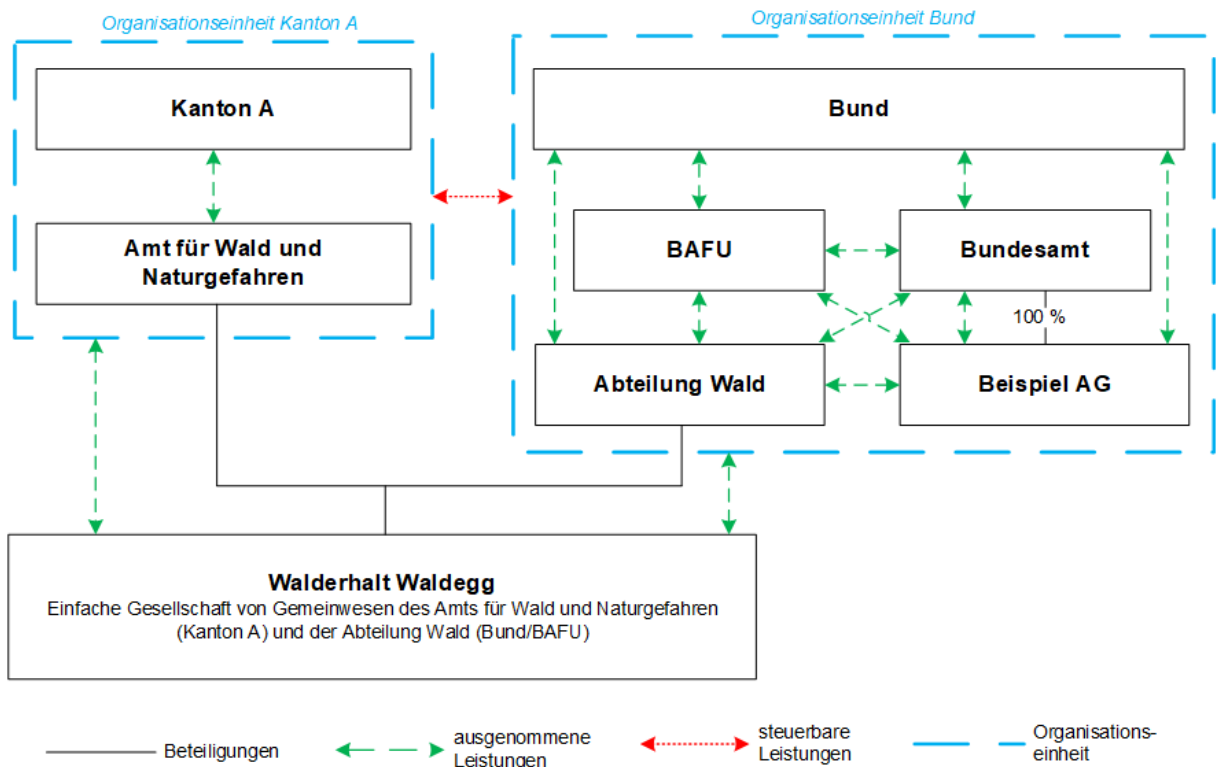 Organisationseinheit Kanton A
Organisationseinheit Bund
Kanton A
Bund
Amt für Wald und
Naturgefahren
BAFU
Bundesamt
100 %
Abteilung Wald
Beispiel AG
Walderhalt Waldegg
Einfache Gesellschaft von Gemeinwesen des Amts für Wald und Naturgefahren
(Kanton A) und der Abteilung Wald (Bund/BAFU)
Beteiligungen
ausgenommene
Leistungen
steuerbare
Leistungen
Organisations-
einheit